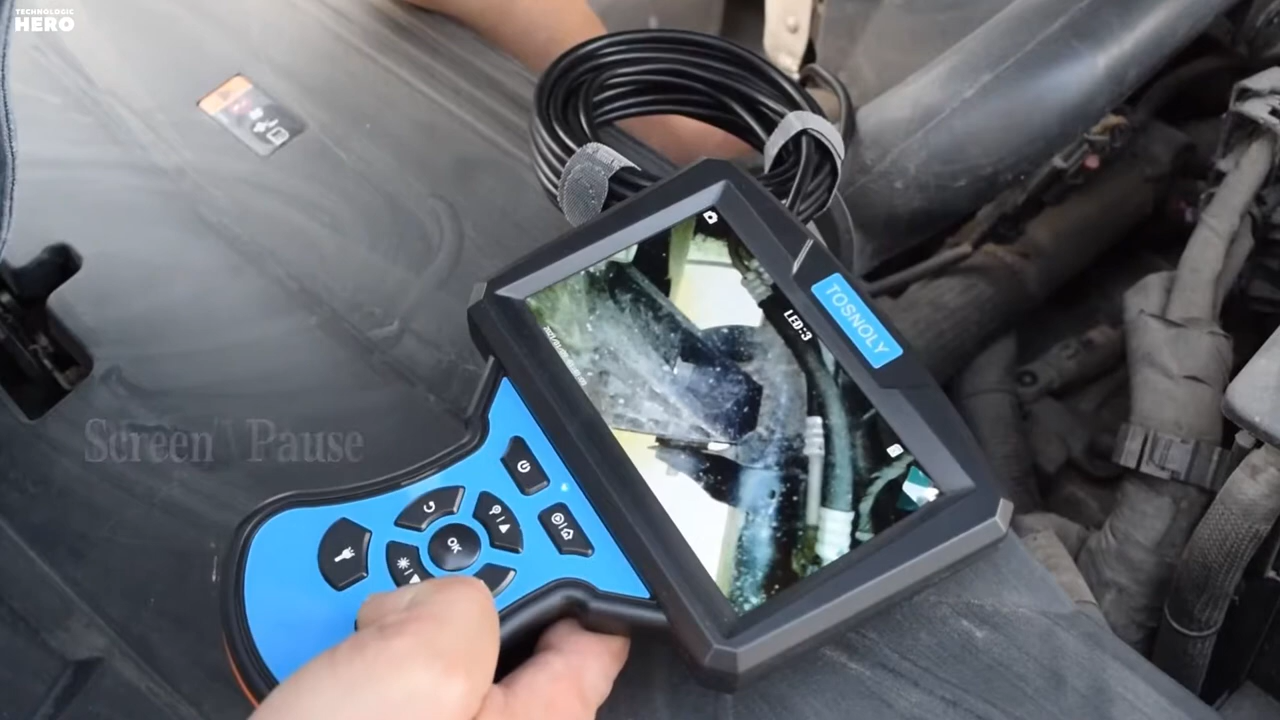 TECHNOLOGIC
HERO
TOSNOLY
LED:3
Screen Pause
OK